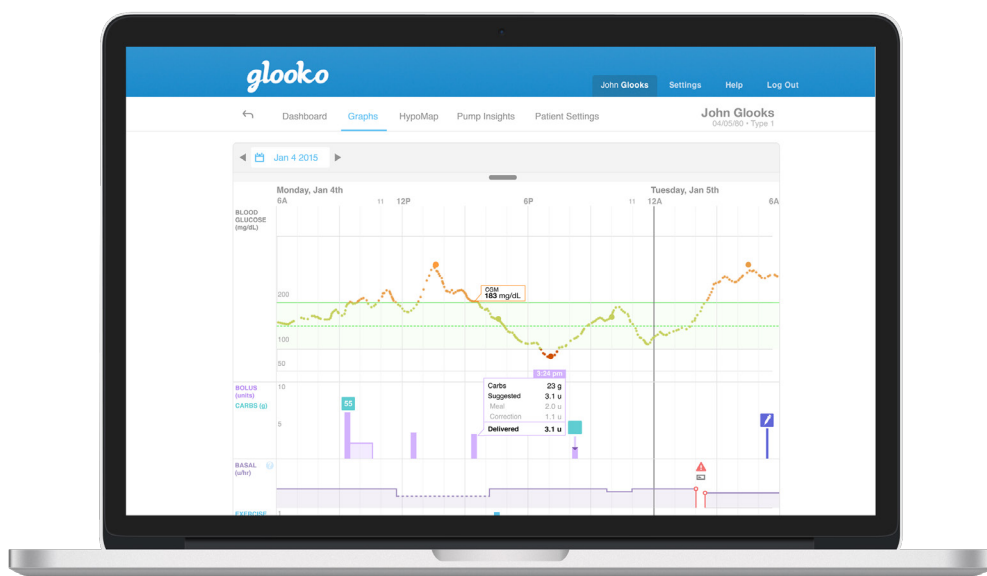 glooko
John Glooks Settings Help Log Out
Dashboard Graphs HypoMap Pump Insights Patient Settings
John Glooks
04/05/80 • Type 1
Jan 4 2015
Monday, Jan 4th Tuesday, Jan 5th
6A 11 12P 6P 11 12A 6A
BLOOD
GLUCOSE
(mg/dL)
CGM
183 mg/dL
200
100
50
3:24 pm
BOLUS
(units)
CARBS (g)
10
5
55
Carbs 23 g
Suggested 3.1 u
Meal 2.0 u
Correction 1.1 u
Delivered 3.1 u
BASAL ?
(u/hr)
EXERCISE 1